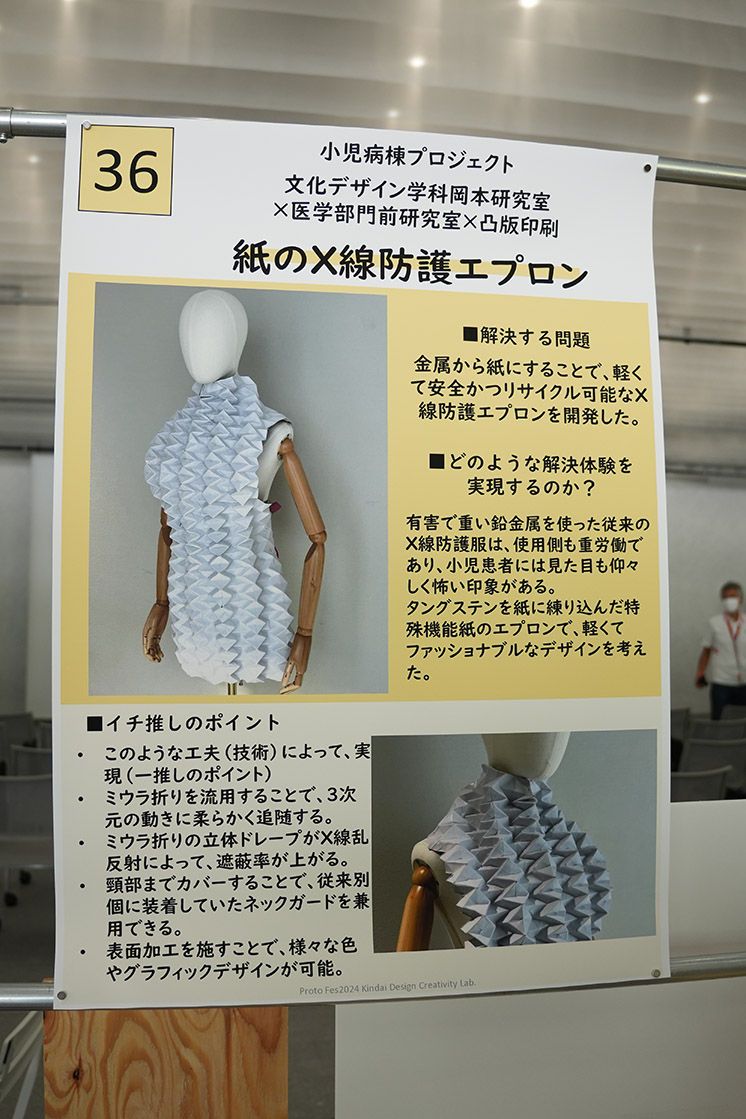 36
小児病棟プロジェクト
文化デザイン学科岡本研究室
×医学部門前研究室×凸版印刷
紙のX線防護エプロン
■解決する問題
金属から紙にすることで、軽く
て安全かつリサイクル可能なX
線防護エプロンを開発した。
■どのような解決体験を
実現するのか？
有害で重い鉛金属を使った従来の
X線防護服は、使用側も重労働で
あり、小児患者には見た目も仰々
しく怖い印象がある。
タングステンを紙に練り込んだ特
殊機能紙のエプロンで、軽くて
ファッショナブルなデザインを考え
た。
■イチ推しのポイント
• このような工夫（技術）によって、実
現（一推しのポイント）
• ミウラ折りを流用することで、3次
元の動きに柔らかく追随する。
• ミウラ折りの立体ドレープがX線乱
反射によって、遮蔽率が上がる。
• 頸部までカバーすることで、従来別
個に装着していたネックガードを兼
用できる。
• 表面加工を施すことで、様々な色
やグラフィックデザインが可能。
Proto Fes2024 Kindai Design Creativity Lab.